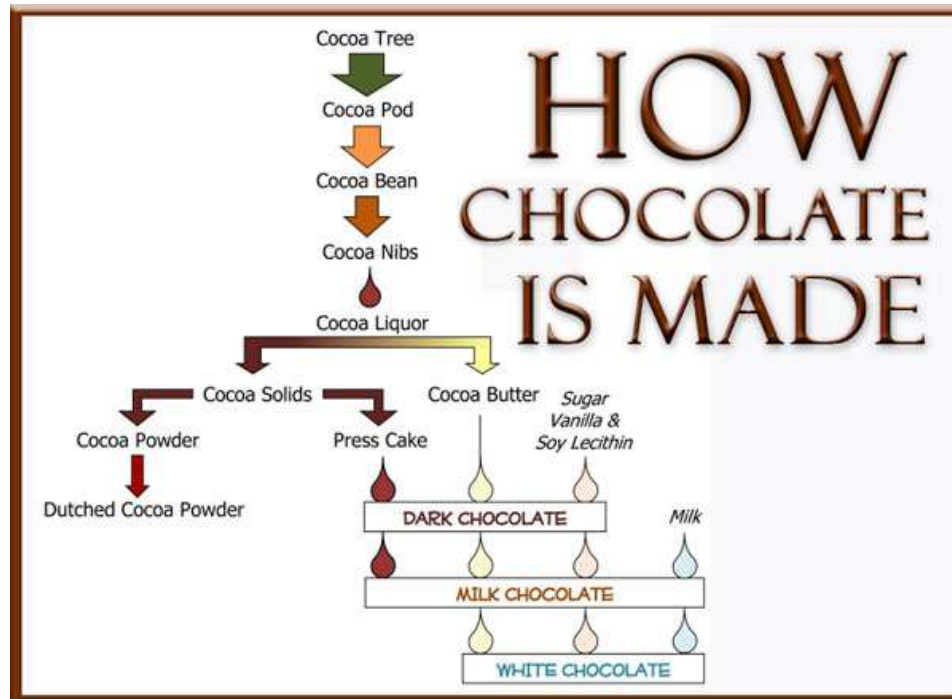 HOW
CHOCOLATE
IS MADE
Cocoa Tree
Cocoa Pod
Cocoa Bean
Cocoa Nibs
Cocoa Liquor
Cocoa Solids
Cocoa Butter
Sugar
Vanilla &
Soy Lecithin
Cocoa Powder
Press Cake
Dutched Cocoa Powder
DARK CHOCOLATE
Milk
MILK CHOCOLATE
WHITE CHOCOLATE